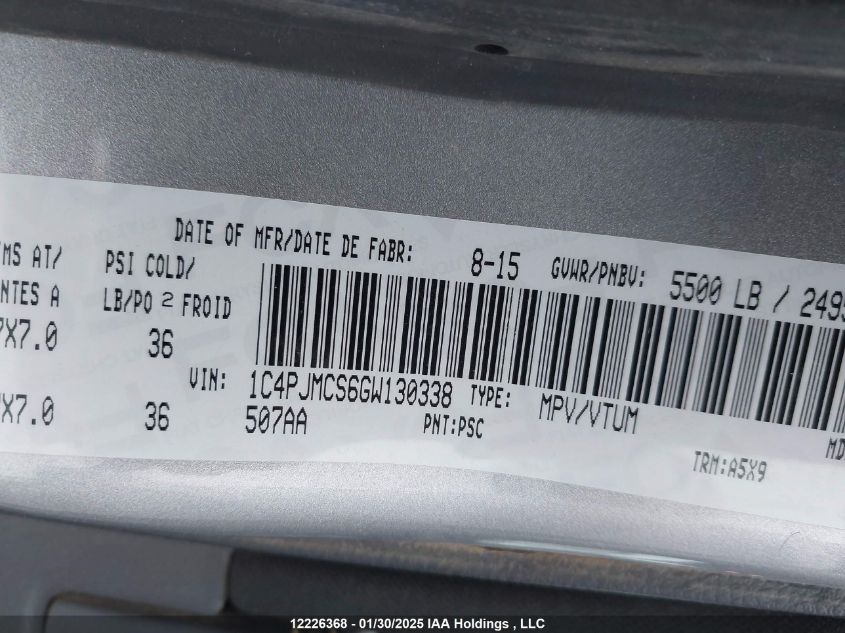 DATE OF MFR/DATE DE FABR: 8-15 GVWR/PNBV: 5500 LB / 249
MS AT/ PSI COLD/
NTES A LB/PO 2 FROID
X7.0 36
VIN: 1C4PJMCS6GW130338 TYPE: MPV/VTUM
X7.0 36 507AA PNT:PSC MD
TRM:A5X9
12226368 - 01/30/2025 IAA Holdings , LLC